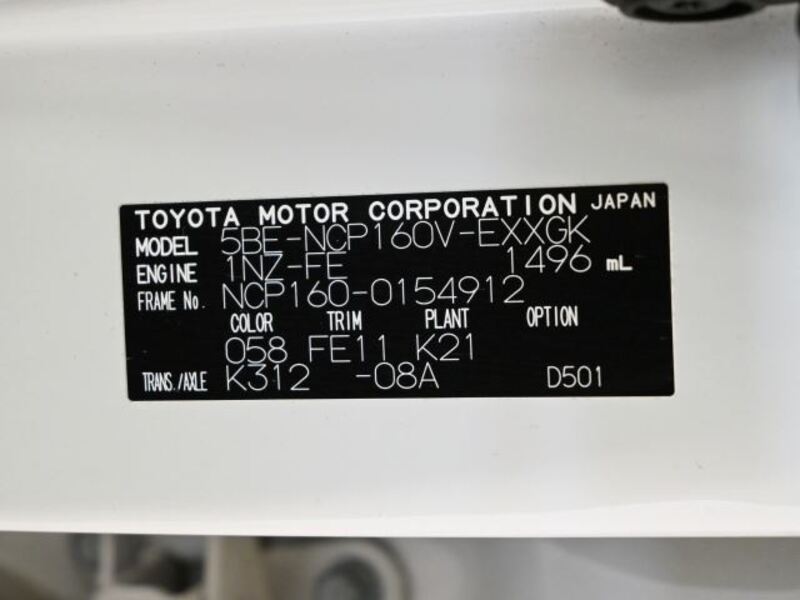 TOYOTA MOTOR CORPORATION JAPAN
MODEL 5BE-NCP160V-EXXGK
ENGINE 1NZ-FE 1496 mL
FRAME No. NCP160-0154912
COLOR TRIM PLANT OPTION
058 FE11 K21
TRANS./AXLE K312 -08A D501